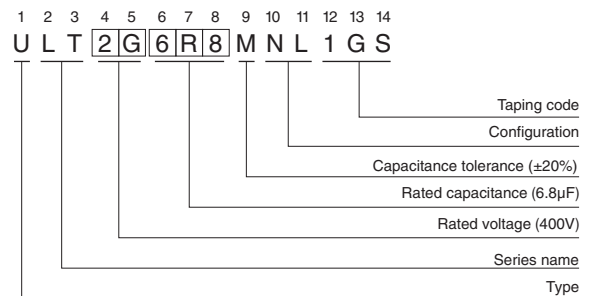 1 2 3 4 5 6 7 8 9 10 11 12 13 14
U L T 2 G 6 R 8 M N L 1 G S
Taping code
Configuration
Capacitance tolerance (±20%)
Rated capacitance (6.8µF)
Rated voltage (400V)
Series name
Type